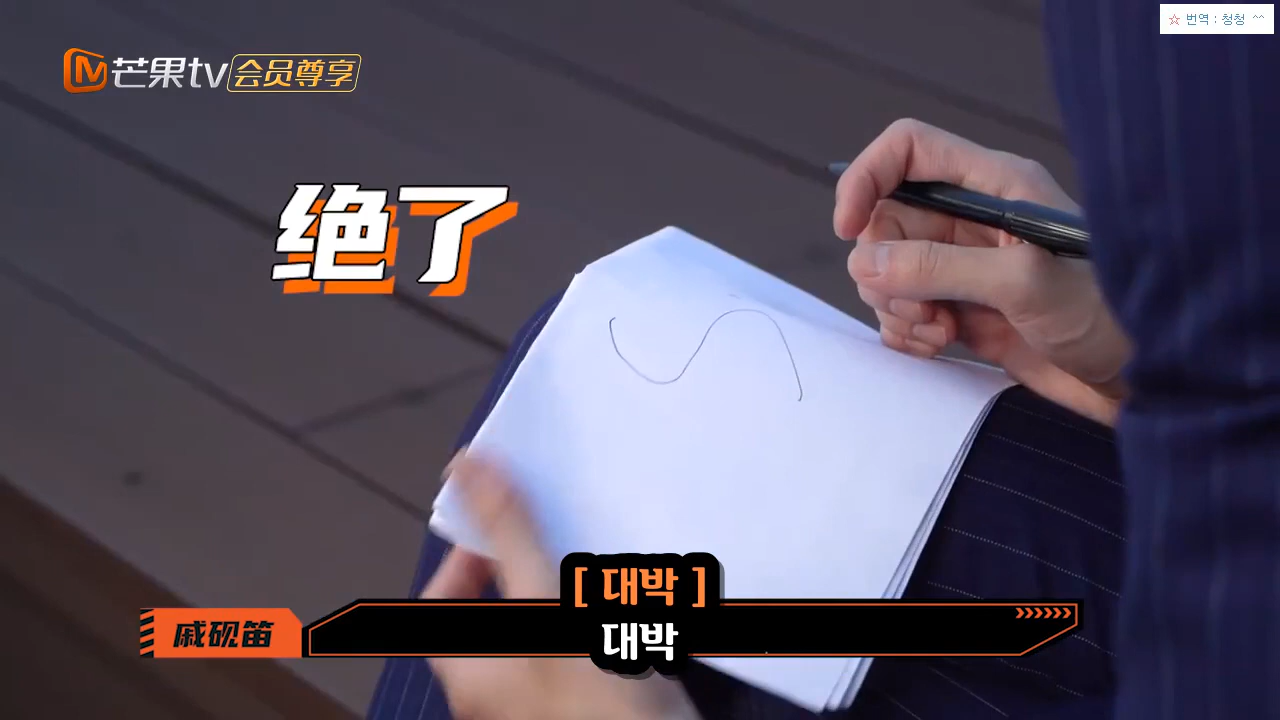 ☆ 번역 : 청청 ^^
芒果tv会员尊享
绝了
[ 대박 ]
戚砚笛
대박